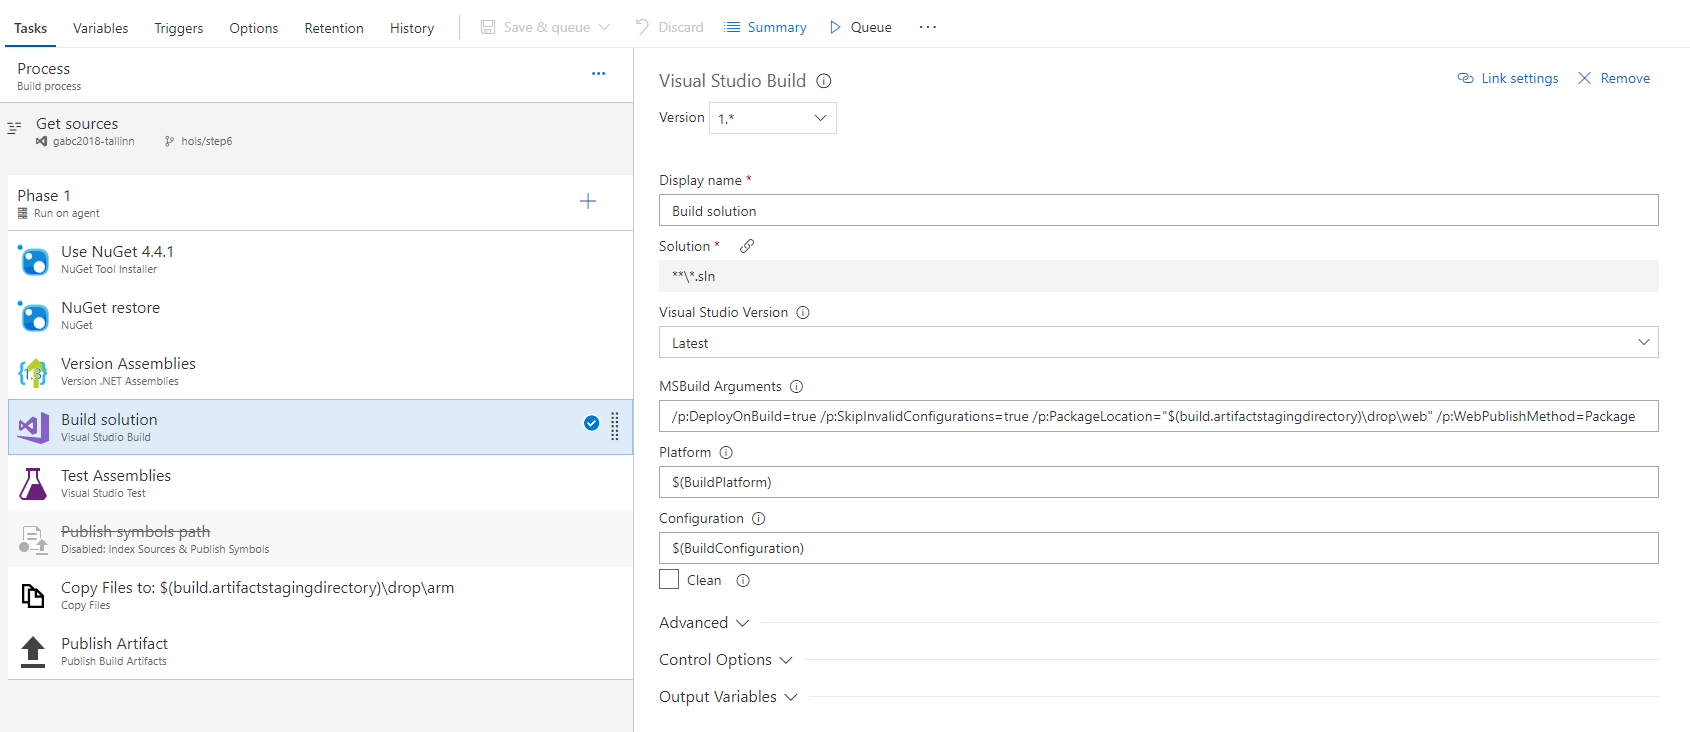 Tasks Variables Triggers Options Retention History Save & queue Discard Summary Queue ...
Process
Build process
Get sources
gabc2018-tallinn hols/step6
Phase 1
Run on agent
Use NuGet 4.4.1
NuGet Tool Installer
NuGet restore
NuGet
1.3
Version Assemblies
Version .NET Assemblies
Build solution
Visual Studio Build
Test Assemblies
Visual Studio Test
Publish symbols path
Disabled: Index Sources & Publish Symbols
Copy Files to: $(build.artifactstagingdirectory)\drop\arm
Copy Files
Publish Artifact
Publish Build Artifacts
Visual Studio Build Link settings Remove
Version 1.*
Display name *
Build solution
Solution *
**\*.sln
Visual Studio Version
Latest
MSBuild Arguments
/p:DeployOnBuild=true /p:SkipInvalidConfigurations=true /p:PackageLocation="$(build.artifactstagingdirectory)\drop\web" /p:WebPublishMethod=Package
Platform
$(BuildPlatform)
Configuration
$(BuildConfiguration)
Clean
Advanced
Control Options
Output Variables